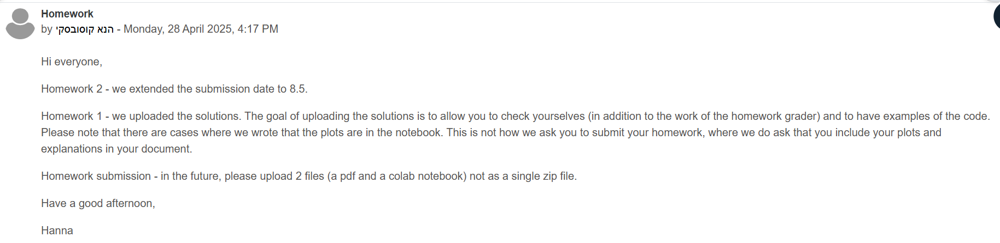 Homework
by הנא קוסובסקי - Monday, 28 April 2025, 4:17 PM
Hi everyone,
Homework 2 - we extended the submission date to 8.5.
Homework 1 - we uploaded the solutions. The goal of uploading the solutions is to allow you to check yourselves (in addition to the work of the homework grader) and to have examples of the code.
Please note that there are cases where we wrote that the plots are in the notebook. This is not how we ask you to submit your homework, where we do ask that you include your plots and
explanations in your document.
Homework submission - in the future, please upload 2 files (a pdf and a colab notebook) not as a single zip file.
Have a good afternoon,
Hanna